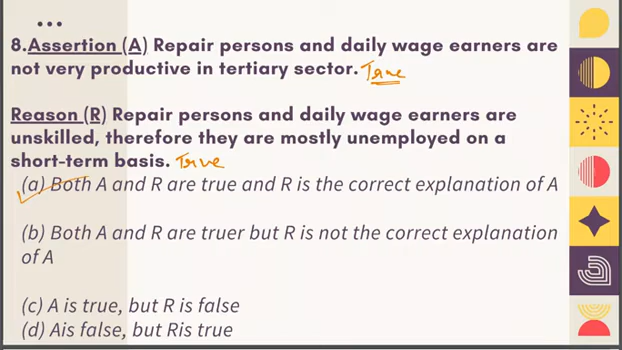 8.Assertion (A) Repair persons and daily wage earners are
not very productive in tertiary sector. True
Reason (R) Repair persons and daily wage earners are
unskilled, therefore they are mostly unemployed on a
short-term basis. True
(a) Both A and R are true and R is the correct explanation of A
(b) Both A and R are truer but R is not the correct explanation
of A
(c) A is true, but R is false
(d) Ais false, but Ris true